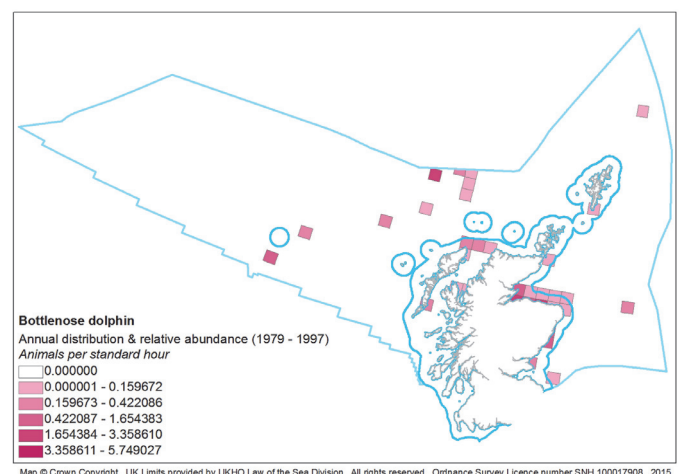 Bottlenose dolphin
Annual distribution & relative abundance (1979 - 1997)
Animals per standard hour
0.000000
0.000001 - 0.159672
0.159673 - 0.422086
0.422087 - 1.654383
1.654384 - 3.358610
3.358611 - 5.749027
Map © Crown Copyright. UK Limits provided by UKHO Law of the Sea Division. All rights reserved. Ordnance Survey Licence number SNH 100017908. 2015